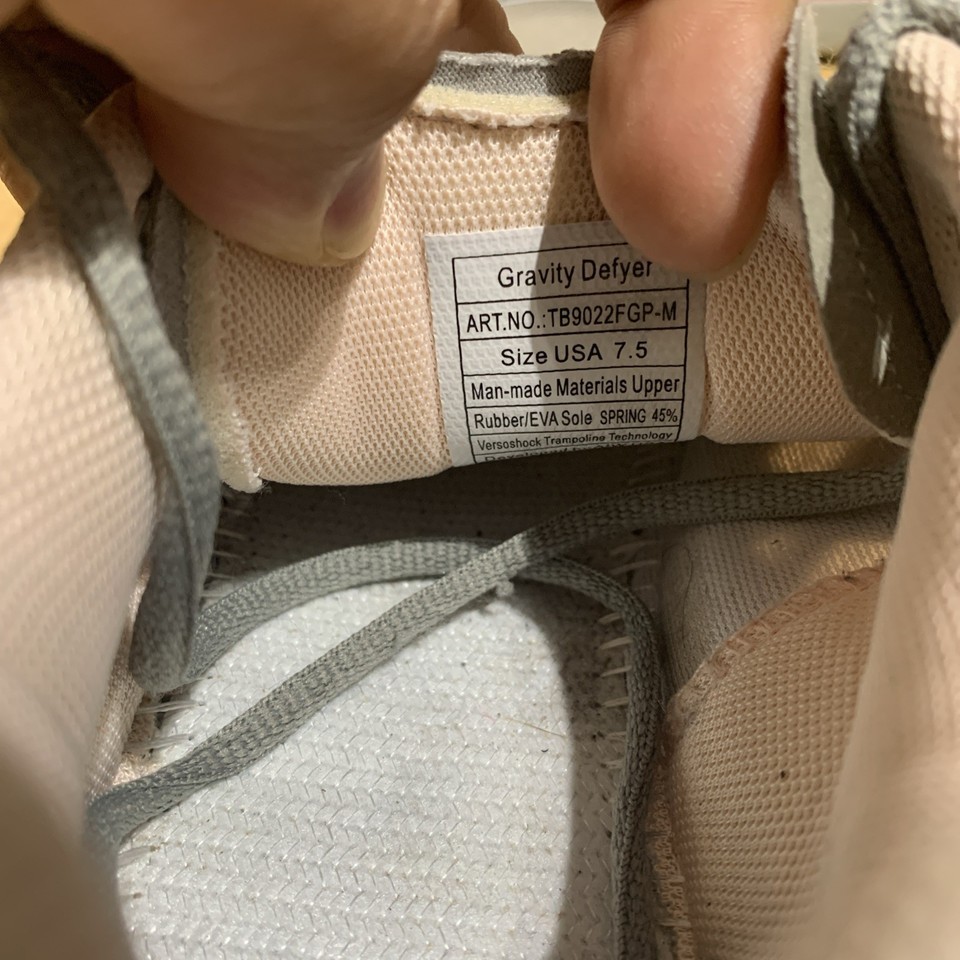 Gravity Defyer
ART.NO.:TB9022FGP-M
Size USA 7.5
Man-made Materials Upper
Rubber/EVA Sole SPRING 45%
Versoshock Trampoline Technology